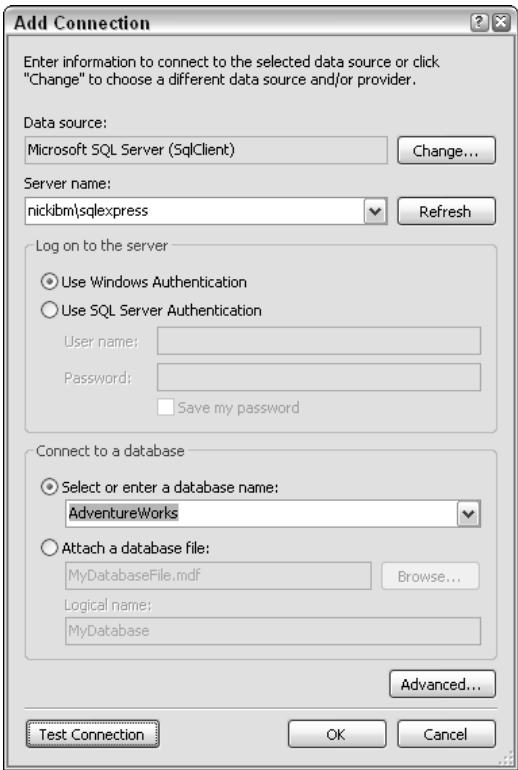 Add Connection
Enter information to connect to the selected data source or click
"Change" to choose a different data source and/or provider.
Data source:
Microsoft SQL Server (SqlClient)
Change...
Server name:
nickibm\sqlexpress
Refresh
Log on to the server
Use Windows Authentication
Use SQL Server Authentication
User name:
Password:
Save my password
Connect to a database
Select or enter a database name:
AdventureWorks
Attach a database file:
MyDatabaseFile.mdf
Browse...
Logical name:
MyDatabase
Advanced...
Test Connection
OK
Cancel